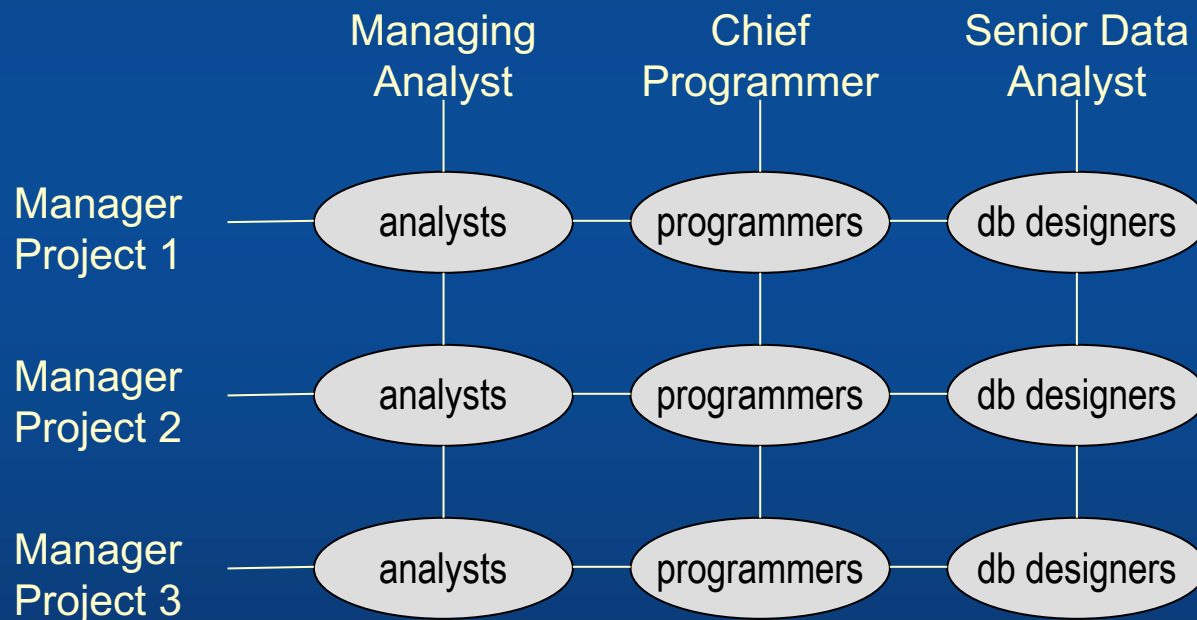 Managing
Analyst
Chief
Programmer
Senior Data
Analyst
Manager
Project 1
analysts
programmers
db designers
Manager
Project 2
analysts
programmers
db designers
Manager
Project 3
analysts
programmers
db designers